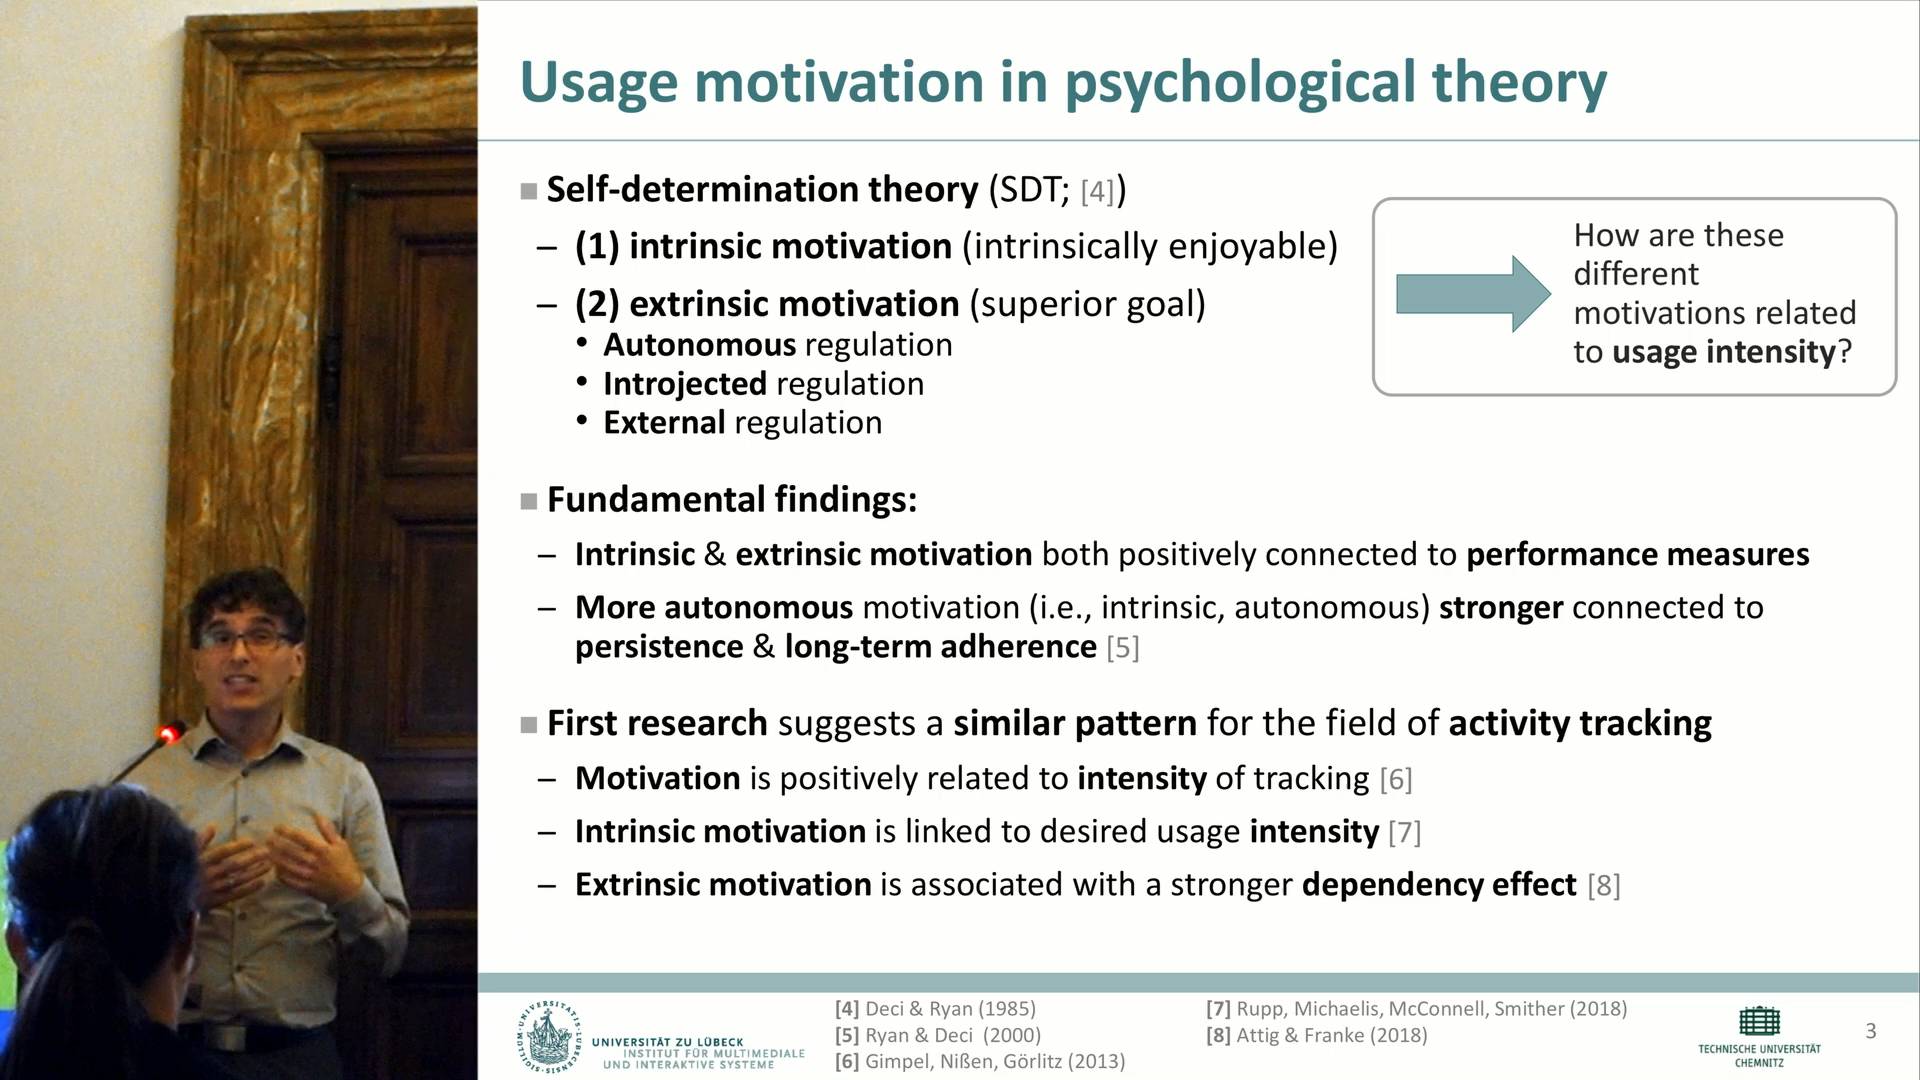 Usage motivation in psychological theory
Self-determination theory (SDT; [4])
– (1) intrinsic motivation (intrinsically enjoyable)
– (2) extrinsic motivation (superior goal)
• Autonomous regulation
• Introjected regulation
• External regulation
How are these
different
motivations related
to usage intensity?
Fundamental findings:
– Intrinsic & extrinsic motivation both positively connected to performance measures
– More autonomous motivation (i.e., intrinsic, autonomous) stronger connected to
persistence & long-term adherence [5]
First research suggests a similar pattern for the field of activity tracking
– Motivation is positively related to intensity of tracking [6]
– Intrinsic motivation is linked to desired usage intensity [7]
– Extrinsic motivation is associated with a stronger dependency effect [8]
UNIVERSITÄT ZU LÜBECK
INSTITUT FÜR MULTIMEDIALE
UND INTERAKTIVE SYSTEME
[4] Deci & Ryan (1985)
[5] Ryan & Deci (2000)
[6] Gimpel, Nißen, Görlitz (2013)
[7] Rupp, Michaelis, McConnell, Smither (2018)
[8] Attig & Franke (2018)
TECHNISCHE UNIVERSITÄT
CHEMNITZ
3